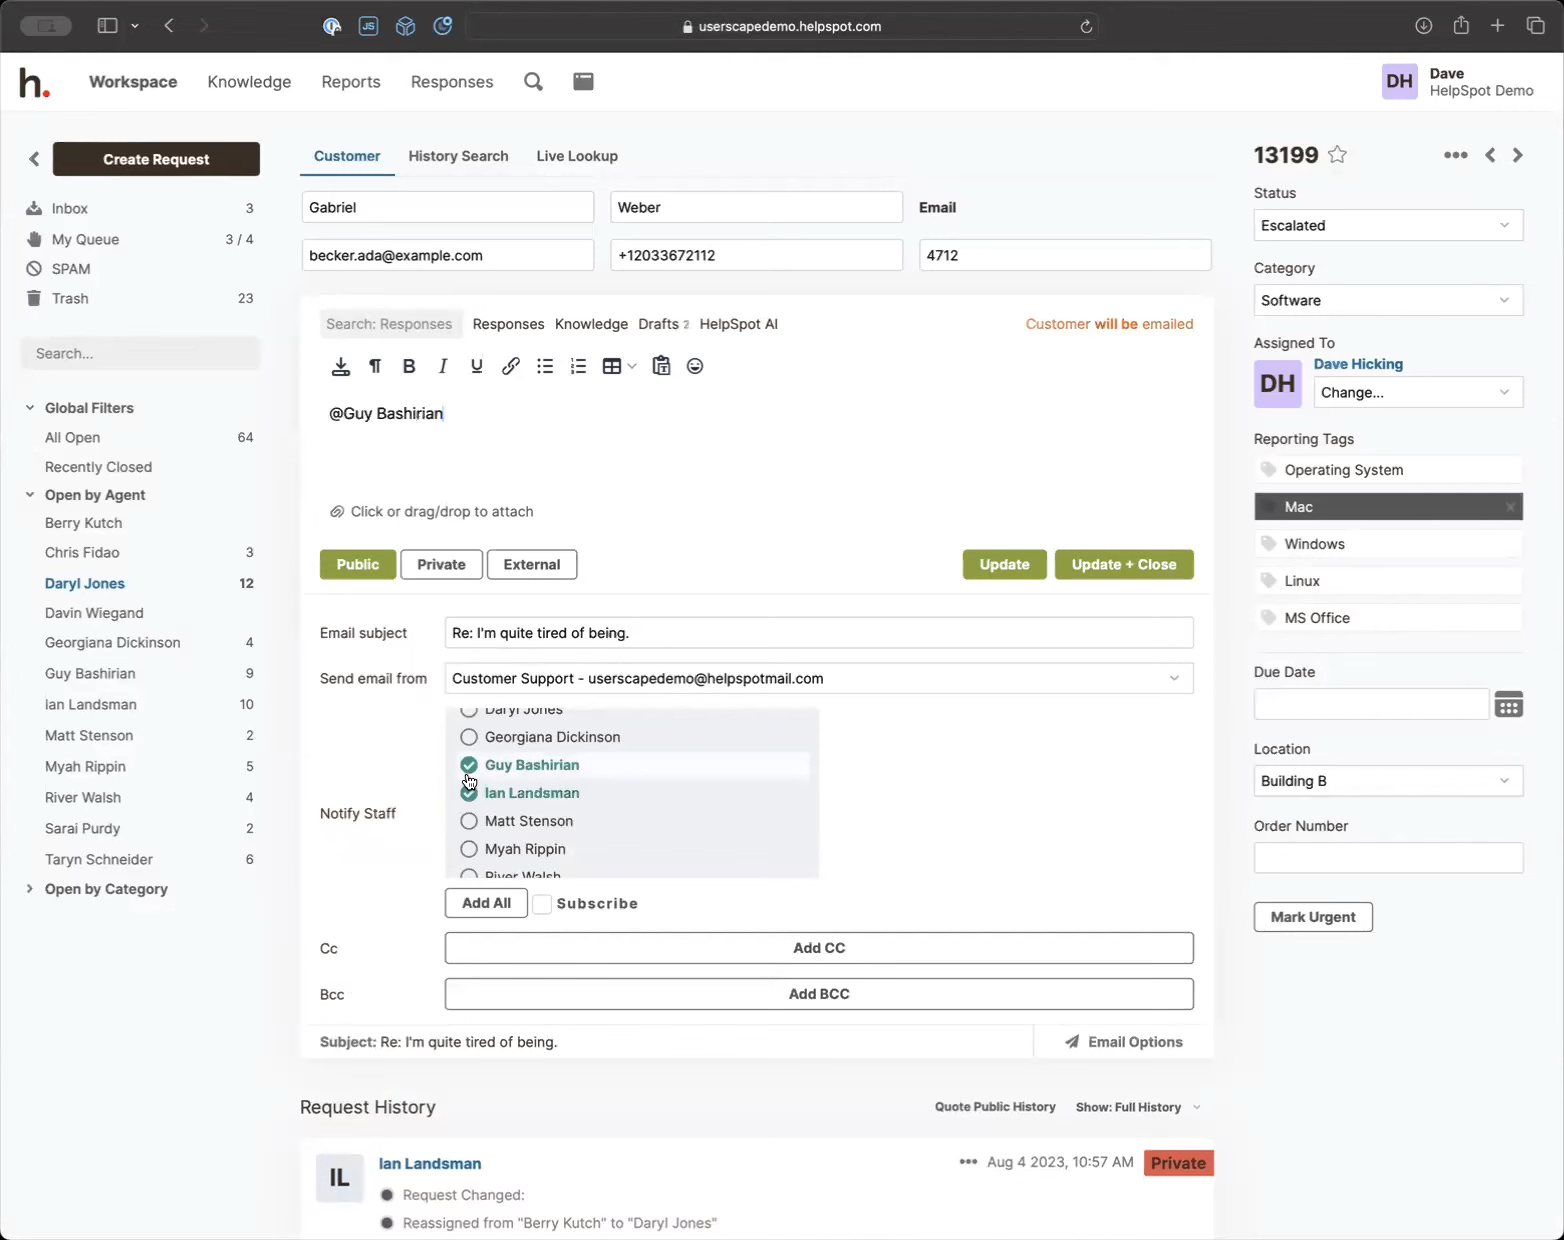 userscapedemo.helpspot.com
JS
h.
Workspace
Knowledge
Reports
Responses
DH
Dave
HelpSpot Demo
Create Request
Inbox 3
My Queue 3 / 4
SPAM
Trash 23
Search...
Global Filters
All Open 64
Recently Closed
Open by Agent
Berry Kutch
Chris Fidao 3
Daryl Jones 12
Davin Wiegand
Georgiana Dickinson 4
Guy Bashirian 9
Ian Landsman 10
Matt Stenson 2
Myah Rippin 5
River Walsh 4
Sarai Purdy 2
Taryn Schneider 6
Open by Category
Customer History Search Live Lookup
Gabriel Weber Email
becker.ada@example.com +12033672112 4712
Search: Responses Responses Knowledge Drafts 2 HelpSpot AI Customer will be emailed
B I U
@Guy Bashirian
Click or drag/drop to attach
Public Private External Update Update + Close
Email subject Re: I'm quite tired of being.
Send email from Customer Support - userscapedemo@helpspotmail.com
Notify Staff
Daryl Jones
Georgiana Dickinson
Guy Bashirian
Ian Landsman
Matt Stenson
Myah Rippin
River Walsh
Add All Subscribe
Cc Add CC
Bcc Add BCC
Subject: Re: I'm quite tired of being. Email Options
Request History Quote Public History Show: Full History
IL
Ian Landsman Aug 4 2023, 10:57 AM Private
Request Changed:
Reassigned from "Berry Kutch" to "Daryl Jones"
13199
Status
Escalated
Category
Software
Assigned To
DH
Dave Hicking
Change...
Reporting Tags
Operating System
Mac
Windows
Linux
MS Office
Due Date
Location
Building B
Order Number
Mark Urgent